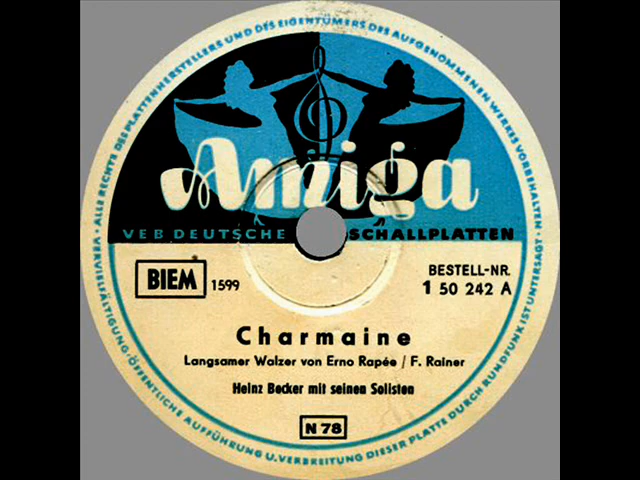 ALLE RECHTE DES PLATTENHERSTELLERS UND DES EIGENTÜMERS DES AUFGENOMMENEN WERKES VORBEHALTEN · VERVIELFÄLTIGUNG · ÖFFENTLICHE AUFFÜHRUNG U. VERBREITUNG DIESER PLATTE DURCH RUNDFUNK IST UNTERSAGT ·
Amiga
VEB DEUTSCHE SCHALLPLATTEN
BIEM 1599
BESTELL-NR.
1 50 242 A
Charmaine
Langsamer Walzer von Erno Rapée / F. Rainer
Heinz Becker mit seinen Solisten
N 78